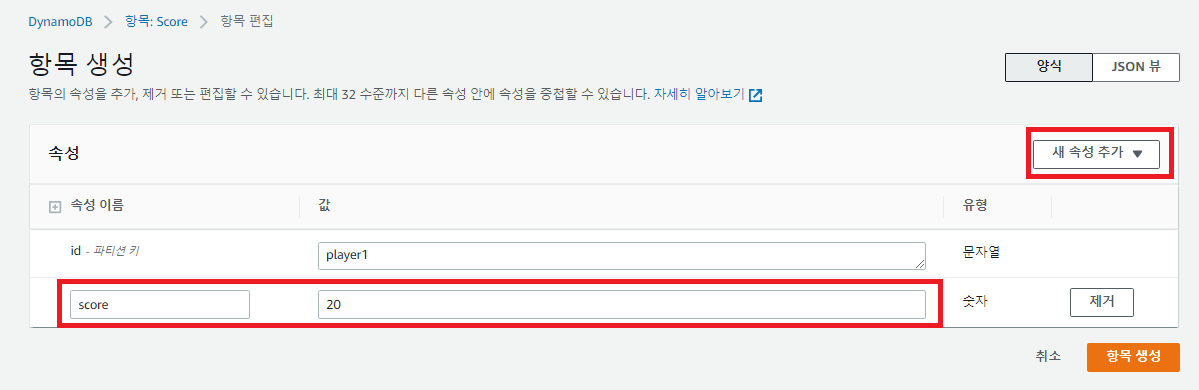 DynamoDB > 항목: Score > 항목 편집
항목 생성
양식 JSON 뷰
항목의 속성을 추가, 제거 또는 편집할 수 있습니다. 최대 32 수준까지 다른 속성 안에 속성을 중첩할 수 있습니다. 자세히 알아보기
속성
새 속성 추가 ▼
속성 이름 값 유형
id - 파티션 키 player1 문자열
score 20 숫자 제거
취소 항목 생성